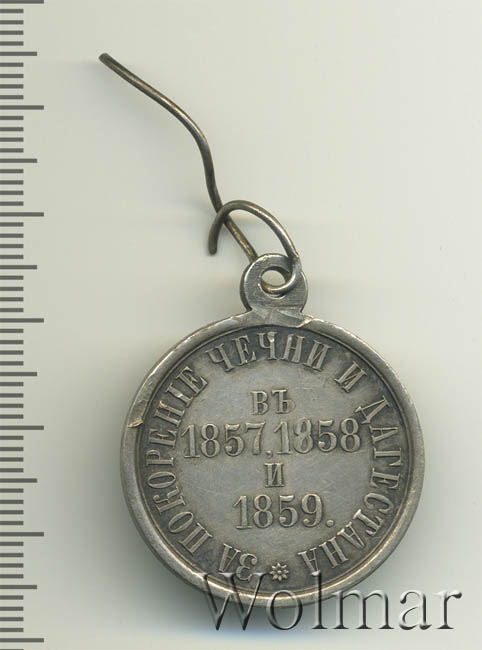 ЗА ПОКОРЕНІЕ ЧЕЧНИ И ДАГЕСТАНА
ВЪ
1857, 1858
И
1859.
Wolmar